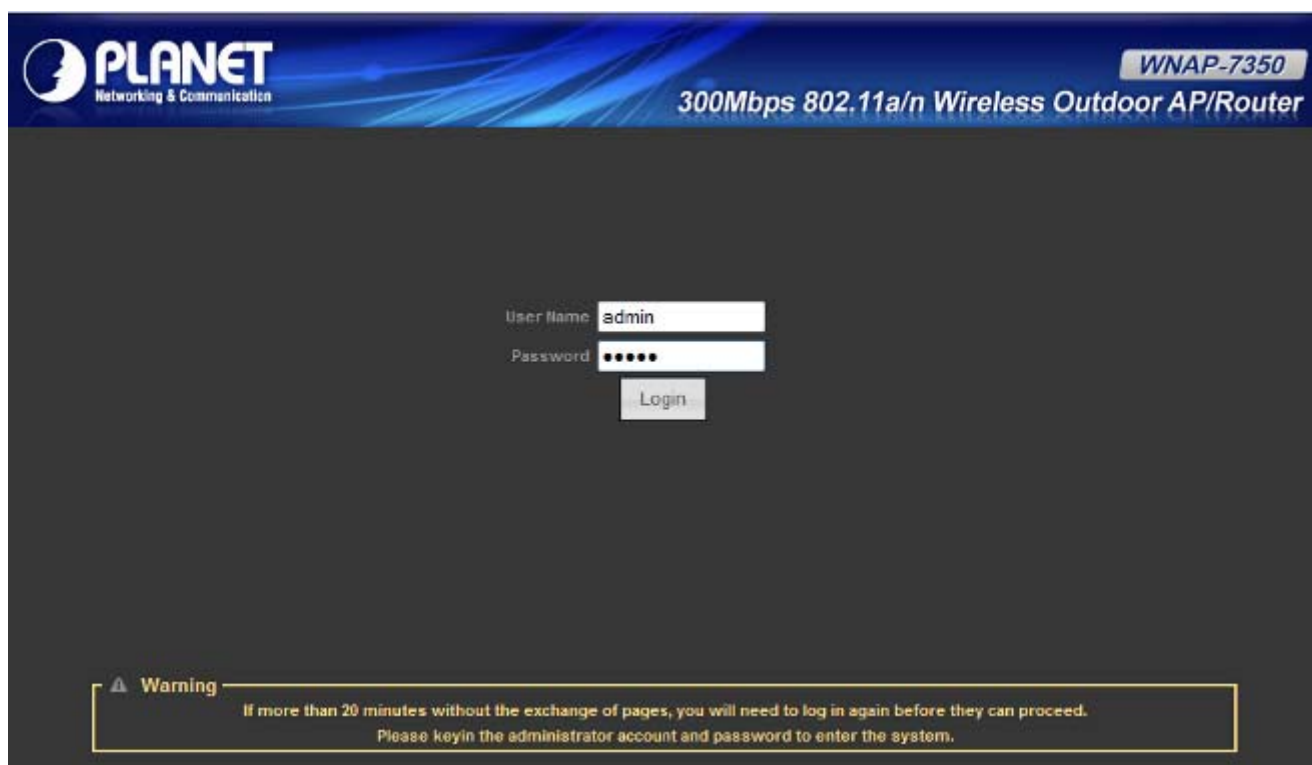 PLANET
Networking & Communication
WNAP-7350
300Mbps 802.11a/n Wireless Outdoor AP/Router
User Name admin
Password •••••
Login
Warning
If more than 20 minutes without the exchange of pages, you will need to log in again before they can proceed.
Please keyin the administrator account and password to enter the system.